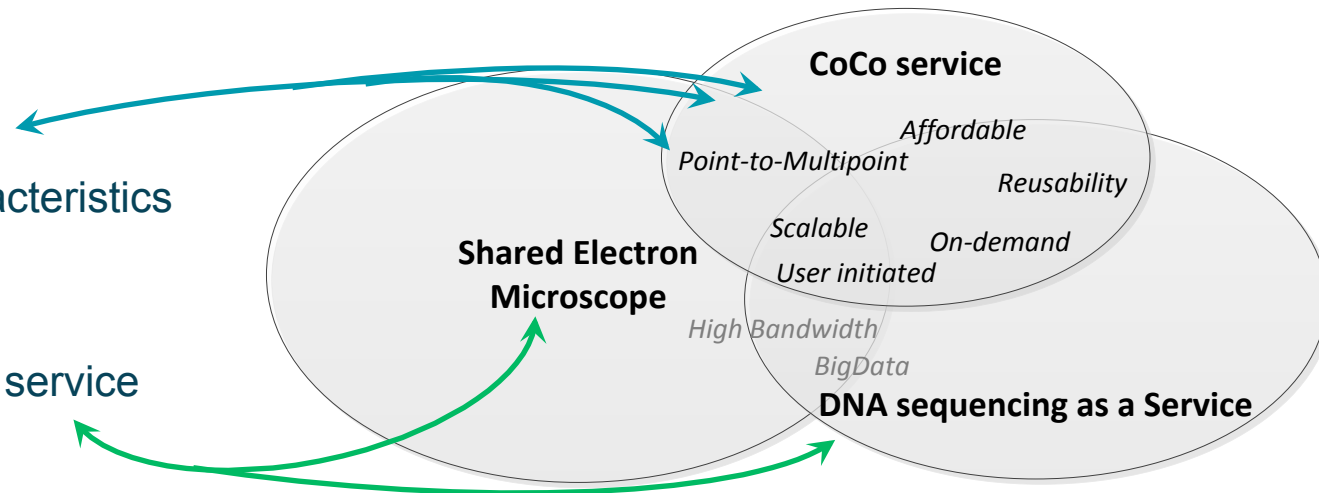 CoCo service
Affordable
Point-to-Multipoint
Reusability
acteristics
Scalable
On-demand
Shared Electron
Microscope
User initiated
High Bandwidth
BigData
service
DNA sequencing as a Service